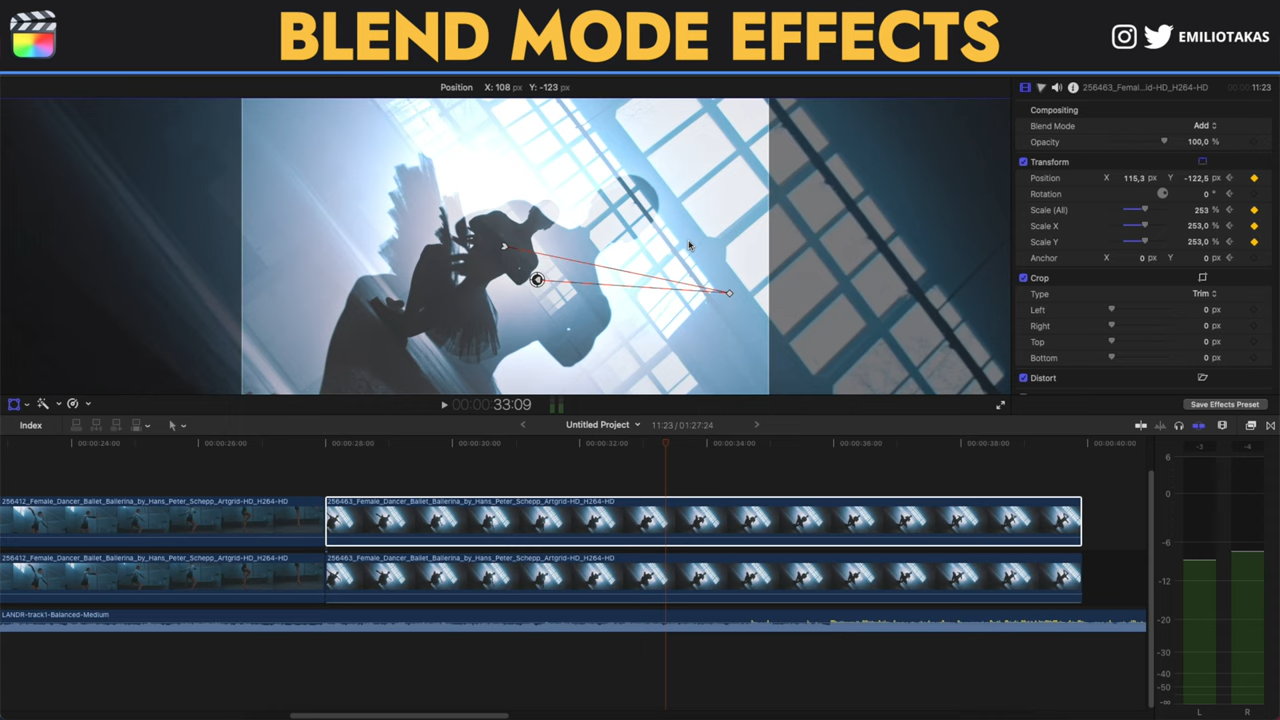 BLEND MODE EFFECTS
EMILIOTAKAS
Position X: 108 px Y: -123 px
256463_Femal...id-HD_H264-HD
11:23
Compositing
Blend Mode Add
Opacity 100,0 %
Transform
Position X 115,3 px Y -122,5 px
Rotation 0 °
Scale (All) 253 %
Scale X 253,0 %
Scale Y 253,0 %
Anchor X 0 px Y 0 px
Crop
Type Trim
Left 0 px
Right 0 px
Top 0 px
Bottom 0 px
Distort
00:00:33:09
Save Effects Preset
Index
Untitled Project
11:23 / 01:27:24
00:00:24:00
00:00:26:00
00:00:28:00
00:00:30:00
00:00:32:00
00:00:34:00
00:00:36:00
00:00:38:00
00:00:40:00
-3 -4
6
0
-6
-12
-20
-30
-40
-50
-∞
L R
256412_Female_Dancer_Ballet_Ballerina_by_Hans_Peter_Schepp_Artgrid-HD_H264-HD
256463_Female_Dancer_Ballet_Ballerina_by_Hans_Peter_Schepp_Artgrid-HD_H264-HD
256412_Female_Dancer_Ballet_Ballerina_by_Hans_Peter_Schepp_Artgrid-HD_H264-HD
256463_Female_Dancer_Ballet_Ballerina_by_Hans_Peter_Schepp_Artgrid-HD_H264-HD
LANDR-track1-Balanced-Medium